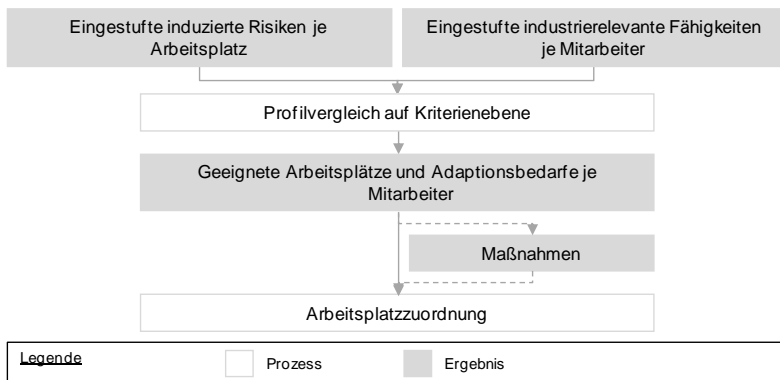 Eingestufte induzierte Risiken je
Arbeitsplatz
Eingestufte industrierelevante Fähigkeiten
je Mitarbeiter
Profilvergleich auf Kriterienebene
Geeignete Arbeitsplätze und Adaptionsbedarfe je
Mitarbeiter
Maßnahmen
Arbeitsplatzzuordnung
Legende
Prozess
Ergebnis